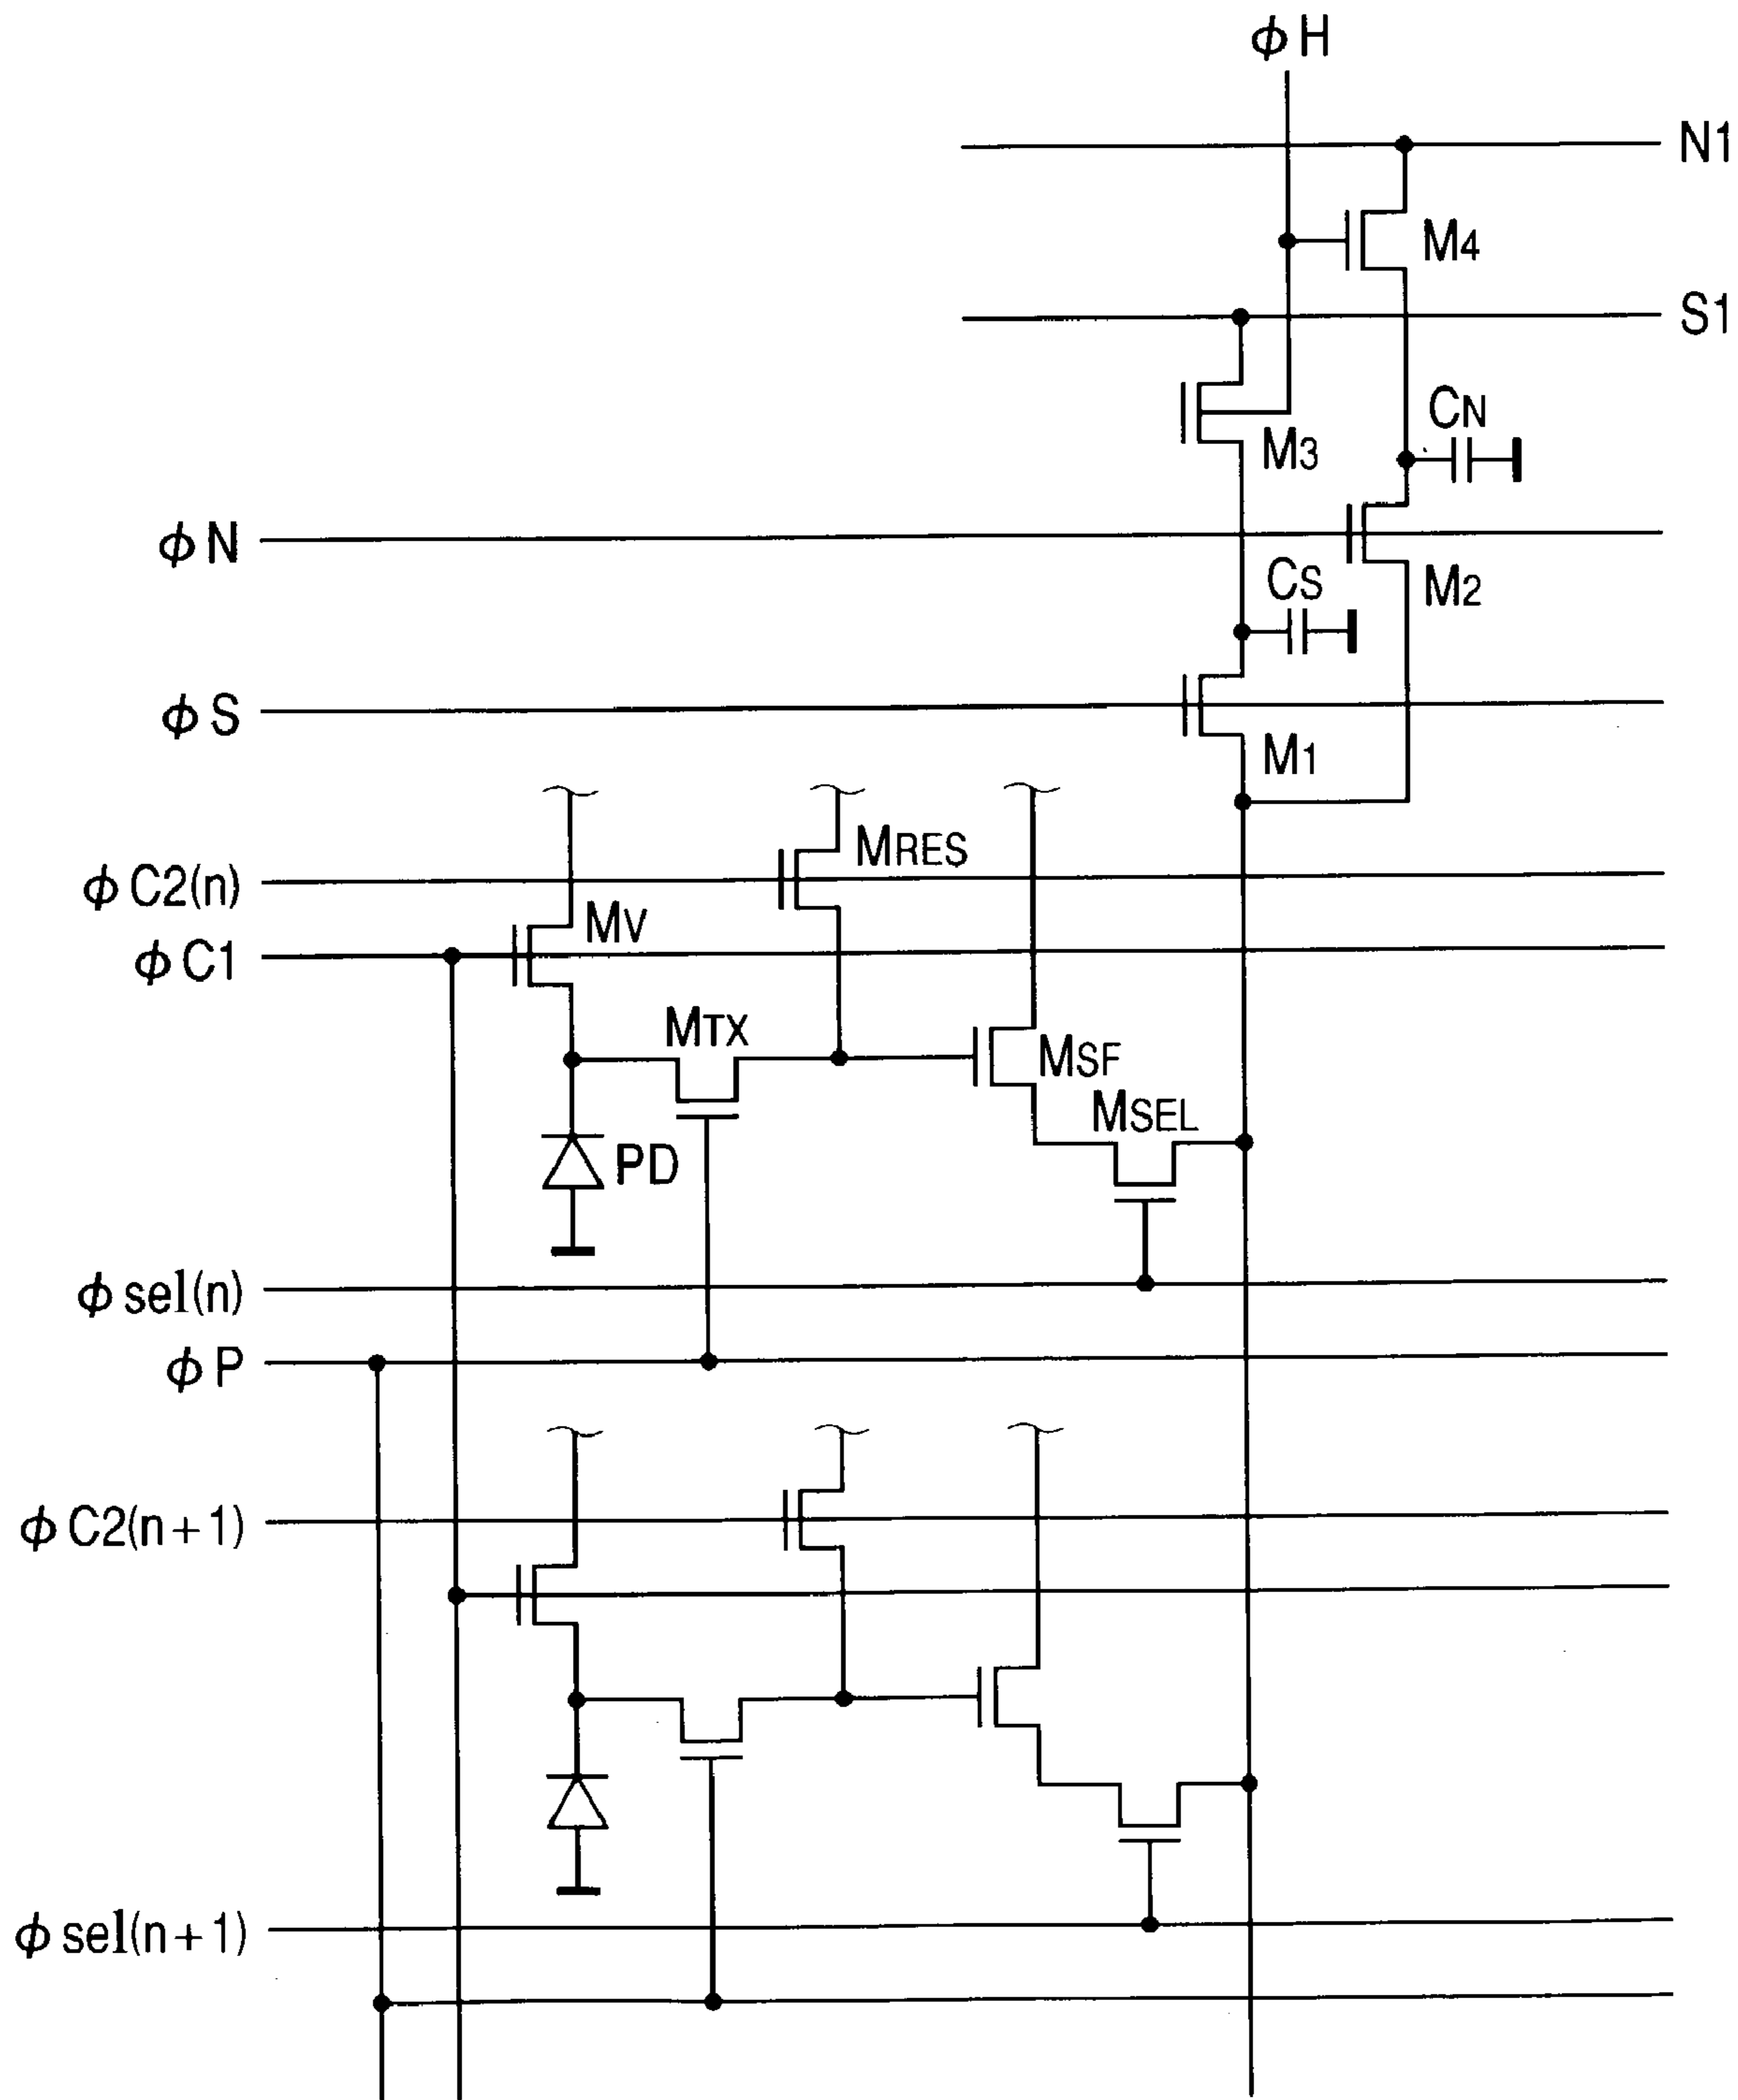 ϕH
N1
M4
S1
CN
M3
ϕN
CS
M2
ϕS
M1
MRES
ϕC2(n)
MV
ϕC1
MTX
MSF
MSEL
PD
ϕsel(n)
ϕP
ϕC2(n+1)
ϕsel(n+1)